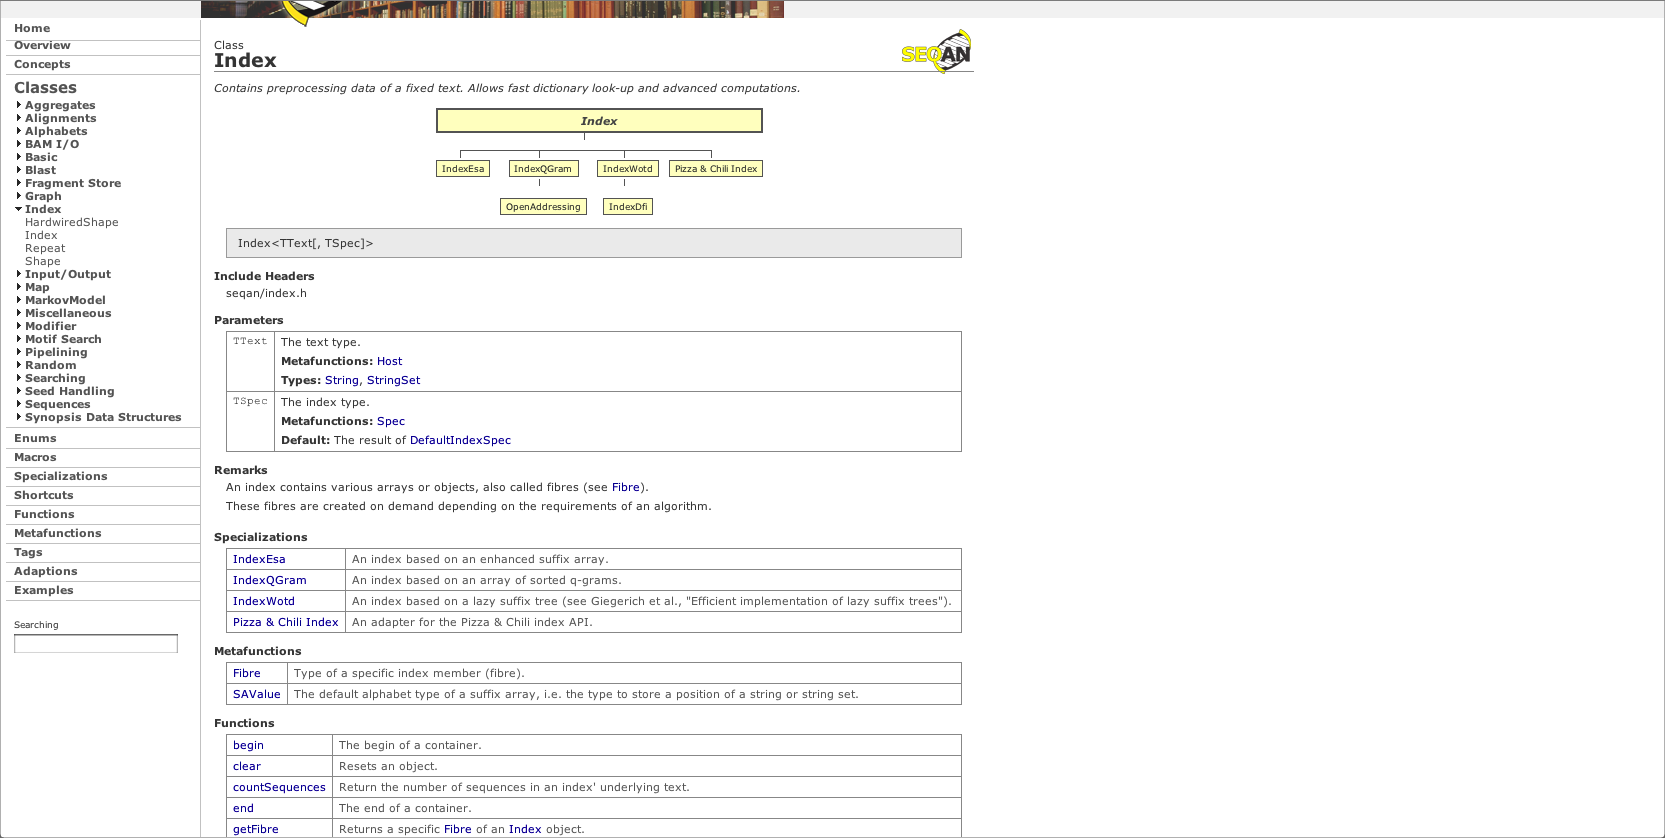 Home
Overview
Concepts
Classes
Aggregates
Alignments
Alphabets
BAM I/O
Basic
Blast
Fragment Store
Graph
Index
HardwiredShape
Index
Repeat
Shape
Input/Output
Map
MarkovModel
Miscellaneous
Modifier
Motif Search
Pipelining
Random
Searching
Seed Handling
Sequences
Synopsis Data Structures
Enums
Macros
Specializations
Shortcuts
Functions
Metafunctions
Tags
Adaptions
Examples
Searching
Class
Index
SEQAN
Contains preprocessing data of a fixed text. Allows fast dictionary look-up and advanced computations.
Index
IndexEsa IndexQGram IndexWotd Pizza & Chili Index
OpenAddressing IndexDfi
Index<TText[, TSpec]>
Include Headers
seqan/index.h
Parameters
TText The text type.
Metafunctions: Host
Types: String, StringSet
TSpec The index type.
Metafunctions: Spec
Default: The result of DefaultIndexSpec
Remarks
An index contains various arrays or objects, also called fibres (see Fibre).
These fibres are created on demand depending on the requirements of an algorithm.
Specializations
IndexEsa An index based on an enhanced suffix array.
IndexQGram An index based on an array of sorted q-grams.
IndexWotd An index based on a lazy suffix tree (see Giegerich et al., "Efficient implementation of lazy suffix trees").
Pizza & Chili Index An adapter for the Pizza & Chili index API.
Metafunctions
Fibre Type of a specific index member (fibre).
SAValue The default alphabet type of a suffix array, i.e. the type to store a position of a string or string set.
Functions
begin The begin of a container.
clear Resets an object.
countSequences Return the number of sequences in an index' underlying text.
end The end of a container.
getFibre Returns a specific Fibre of an Index object.